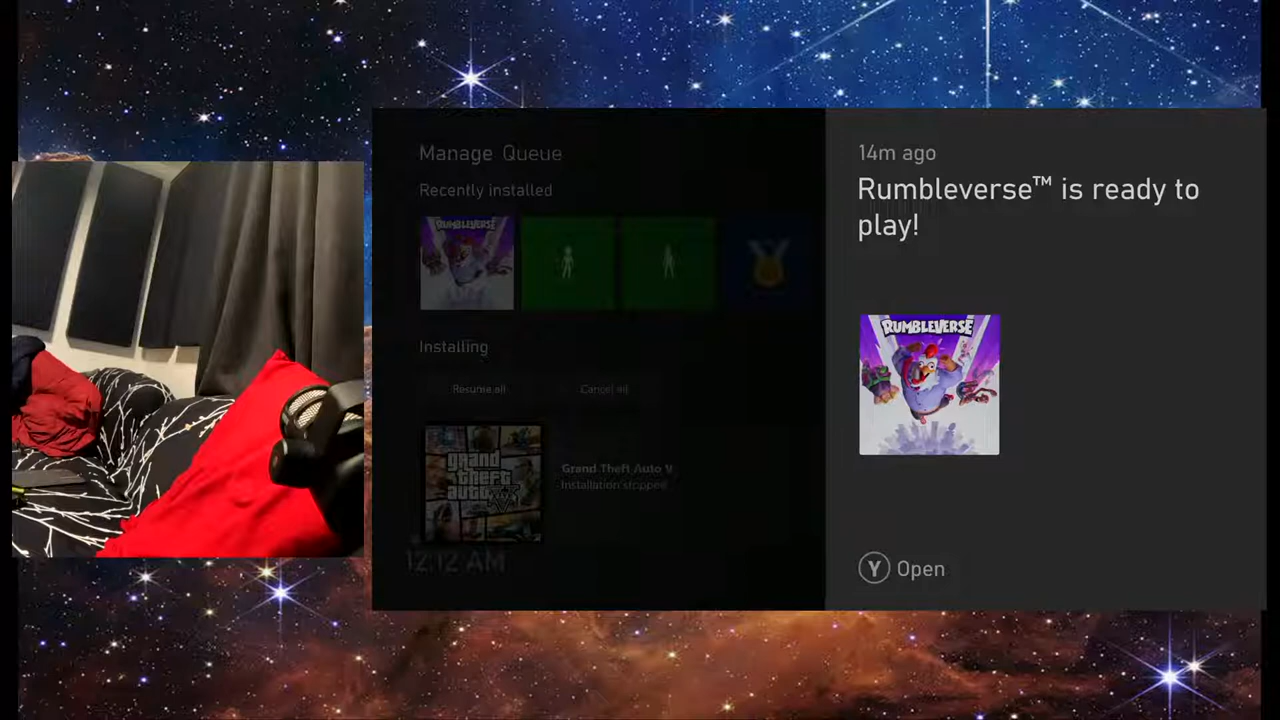 Manage Queue
Recently installed
RUMBLEVERSE
Installing
Resume all
Cancel all
grand
theft
auto
V
Grand Theft Auto V
Installation stopped
12:12 AM
14m ago
Rumbleverse™ is ready to
play!
RUMBLEVERSE
Y Open